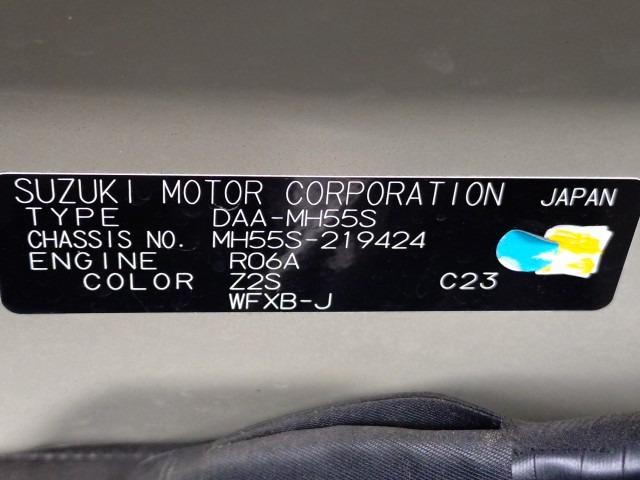 SUZUKI MOTOR CORPORATION JAPAN
TYPE DAA-MH55S
CHASSIS NO. MH55S-219424
ENGINE R06A
COLOR Z2S C23
WFXB-J